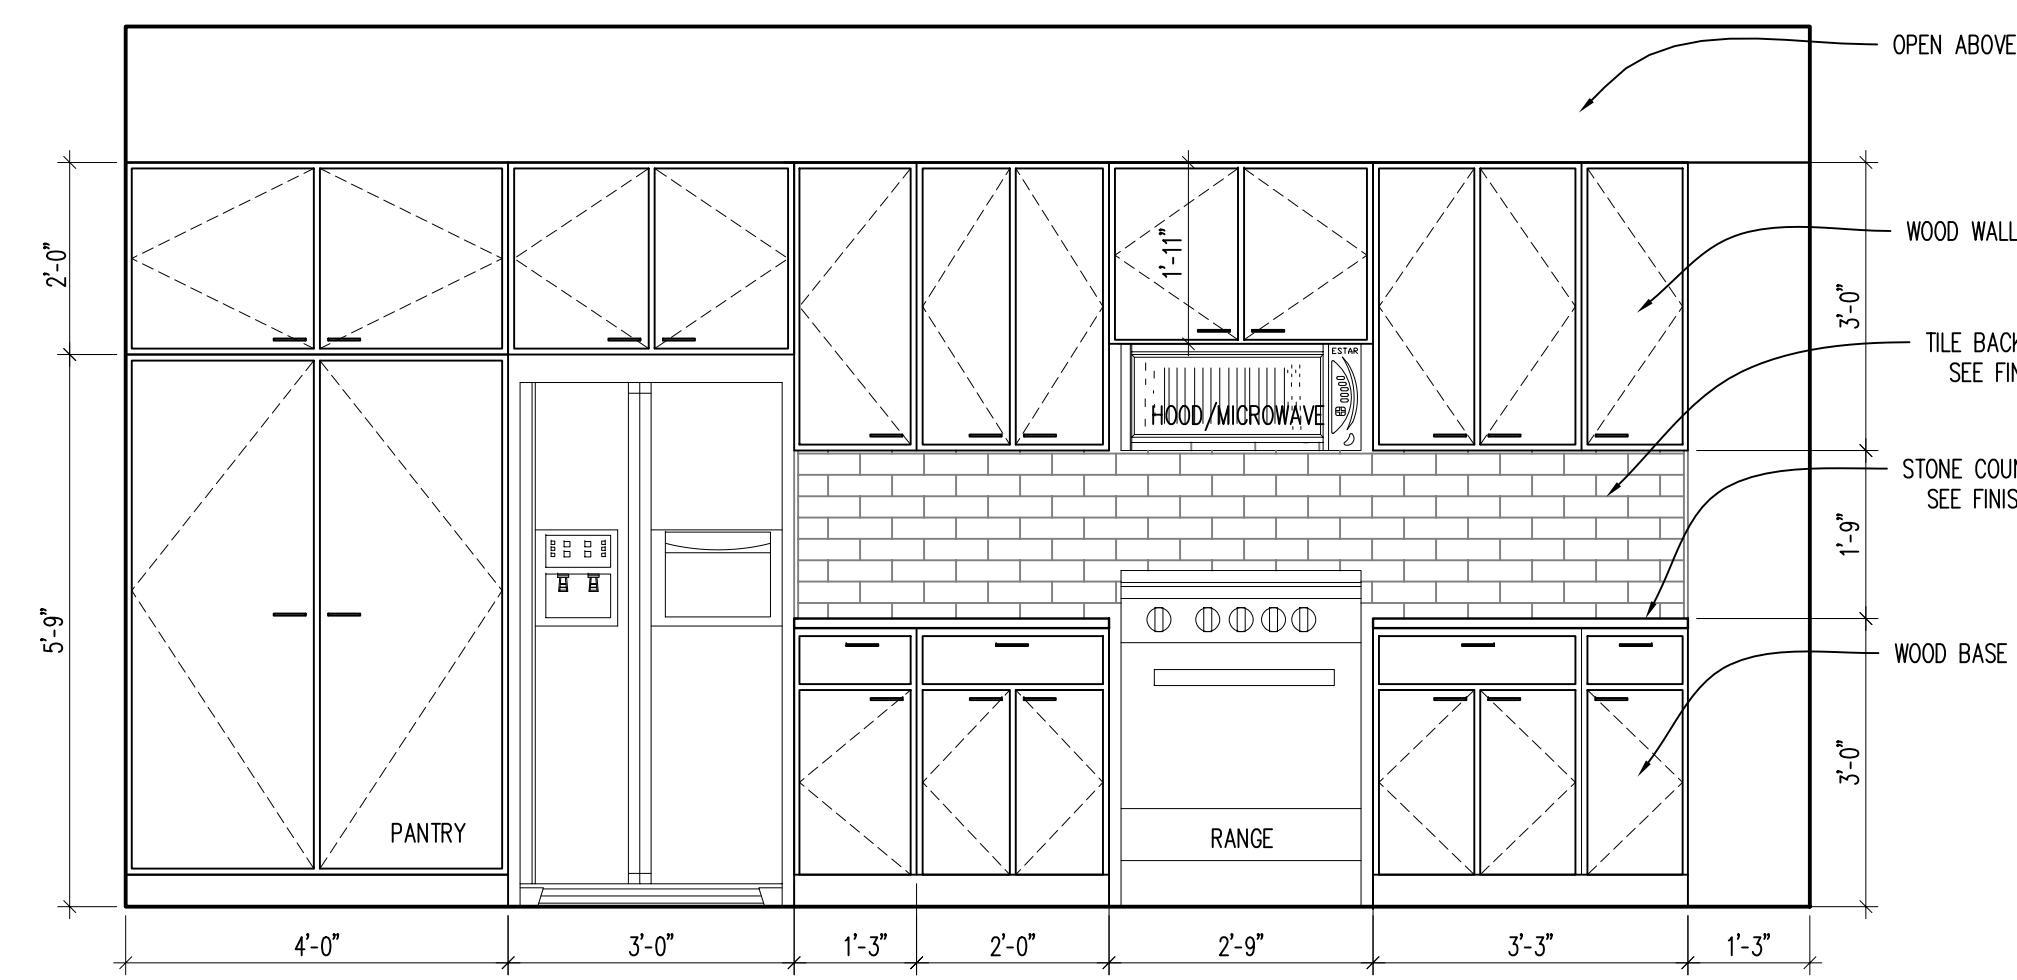 OPEN ABOVE
WOOD WALL
TILE BACK
SEE FIN
STONE COUN
SEE FINIS
WOOD BASE
2'-0"
5'-9"
1'-11"
ESTAR
HOOD/MICROWAVE
3'-0"
1'-9"
3'-0"
PANTRY
RANGE
4'-0"
3'-0"
1'-3"
2'-0"
2'-9"
3'-3"
1'-3"